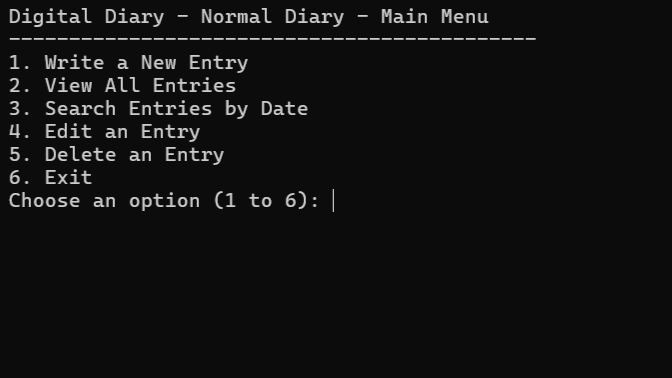 Digital Diary - Normal Diary - Main Menu
--------------------------------------------
1. Write a New Entry
2. View All Entries
3. Search Entries by Date
4. Edit an Entry
5. Delete an Entry
6. Exit
Choose an option (1 to 6):